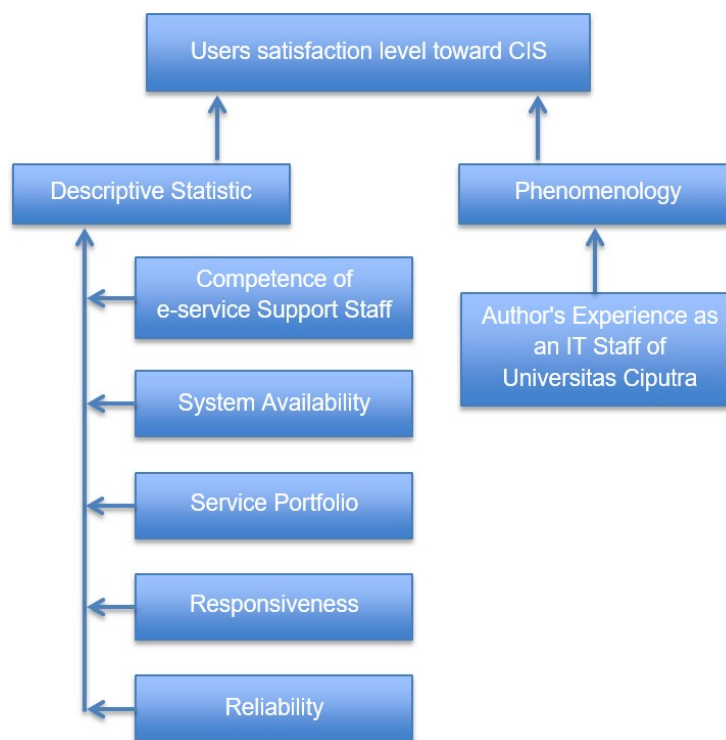 Users satisfaction level toward CIS
Descriptive Statistic
Phenomenology
Competence of
e-service Support Staff
System Availability
Service Portfolio
Responsiveness
Reliability
Author's Experience as
an IT Staff of
Universitas Ciputra